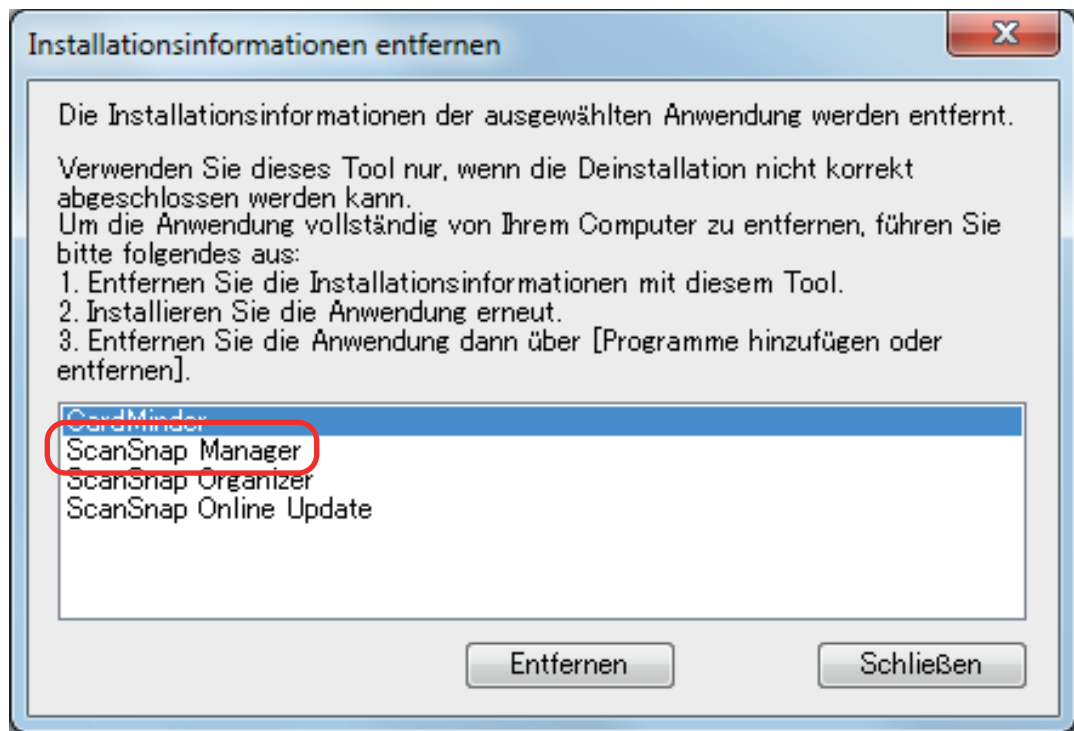 Installationsinformationen entfernen
Die Installationsinformationen der ausgewählten Anwendung werden entfernt.
Verwenden Sie dieses Tool nur, wenn die Deinstallation nicht korrekt
abgeschlossen werden kann.
Um die Anwendung vollständig von Ihrem Computer zu entfernen, führen Sie
bitte folgendes aus:
1. Entfernen Sie die Installationsinformationen mit diesem Tool.
2. Installieren Sie die Anwendung erneut.
3. Entfernen Sie die Anwendung dann über [Programme hinzufügen oder
entfernen].
CardMinder
ScanSnap Manager
ScanSnap Organizer
ScanSnap Online Update
Entfernen
Schließen